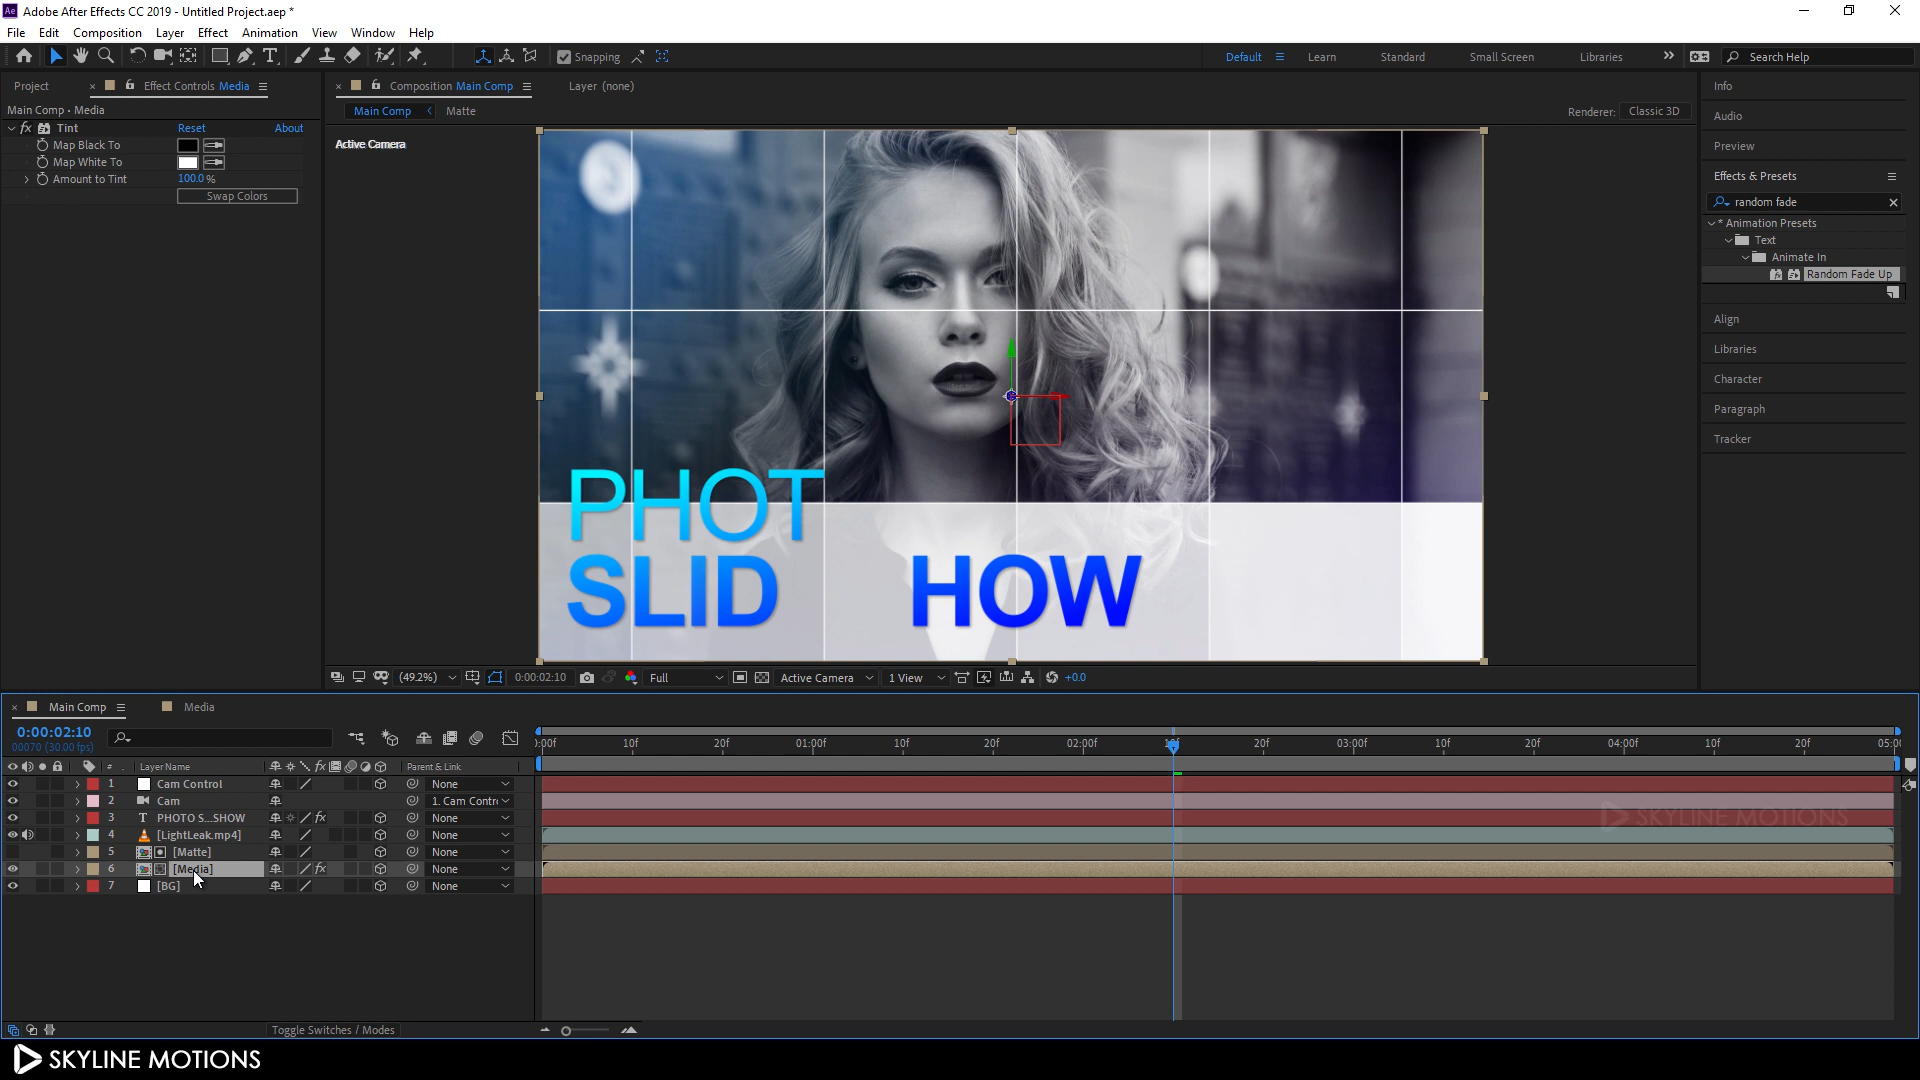 Adobe After Effects CC 2019 - Untitled Project.aep *
File Edit Composition Layer Effect Animation View Window Help
Snapping
Default Learn Standard Small Screen Libraries Search Help
Project Effect Controls Media
Main Comp • Media
fx Tint Reset About
Map Black To
Map White To
Amount to Tint 100.0 %
Swap Colors
Composition Main Comp Layer (none)
Main Comp Matte
Renderer: Classic 3D
Active Camera
PHOT
SLID HOW
(49.2%) 0:00:02:10 Full Active Camera 1 View +0.0
Info
Audio
Preview
Effects & Presets
random fade
* Animation Presets
Text
Animate In
Random Fade Up
Align
Libraries
Character
Paragraph
Tracker
Main Comp Media
0:00:02:10
00070 (30.00 fps)
:00f 10f 20f 01:00f 10f 20f 02:00f 20f 03:00f 10f 20f 04:00f 10f 20f 05:00
# Layer Name fx Parent & Link
1 Cam Control None
2 Cam 1. Cam Contr
3 T PHOTO S...SHOW fx None
4 [LightLeak.mp4] None
5 [Matte] None
6 [Media] fx None
7 [BG] None
SKYLINE MOTIONS
Toggle Switches / Modes
SKYLINE MOTIONS